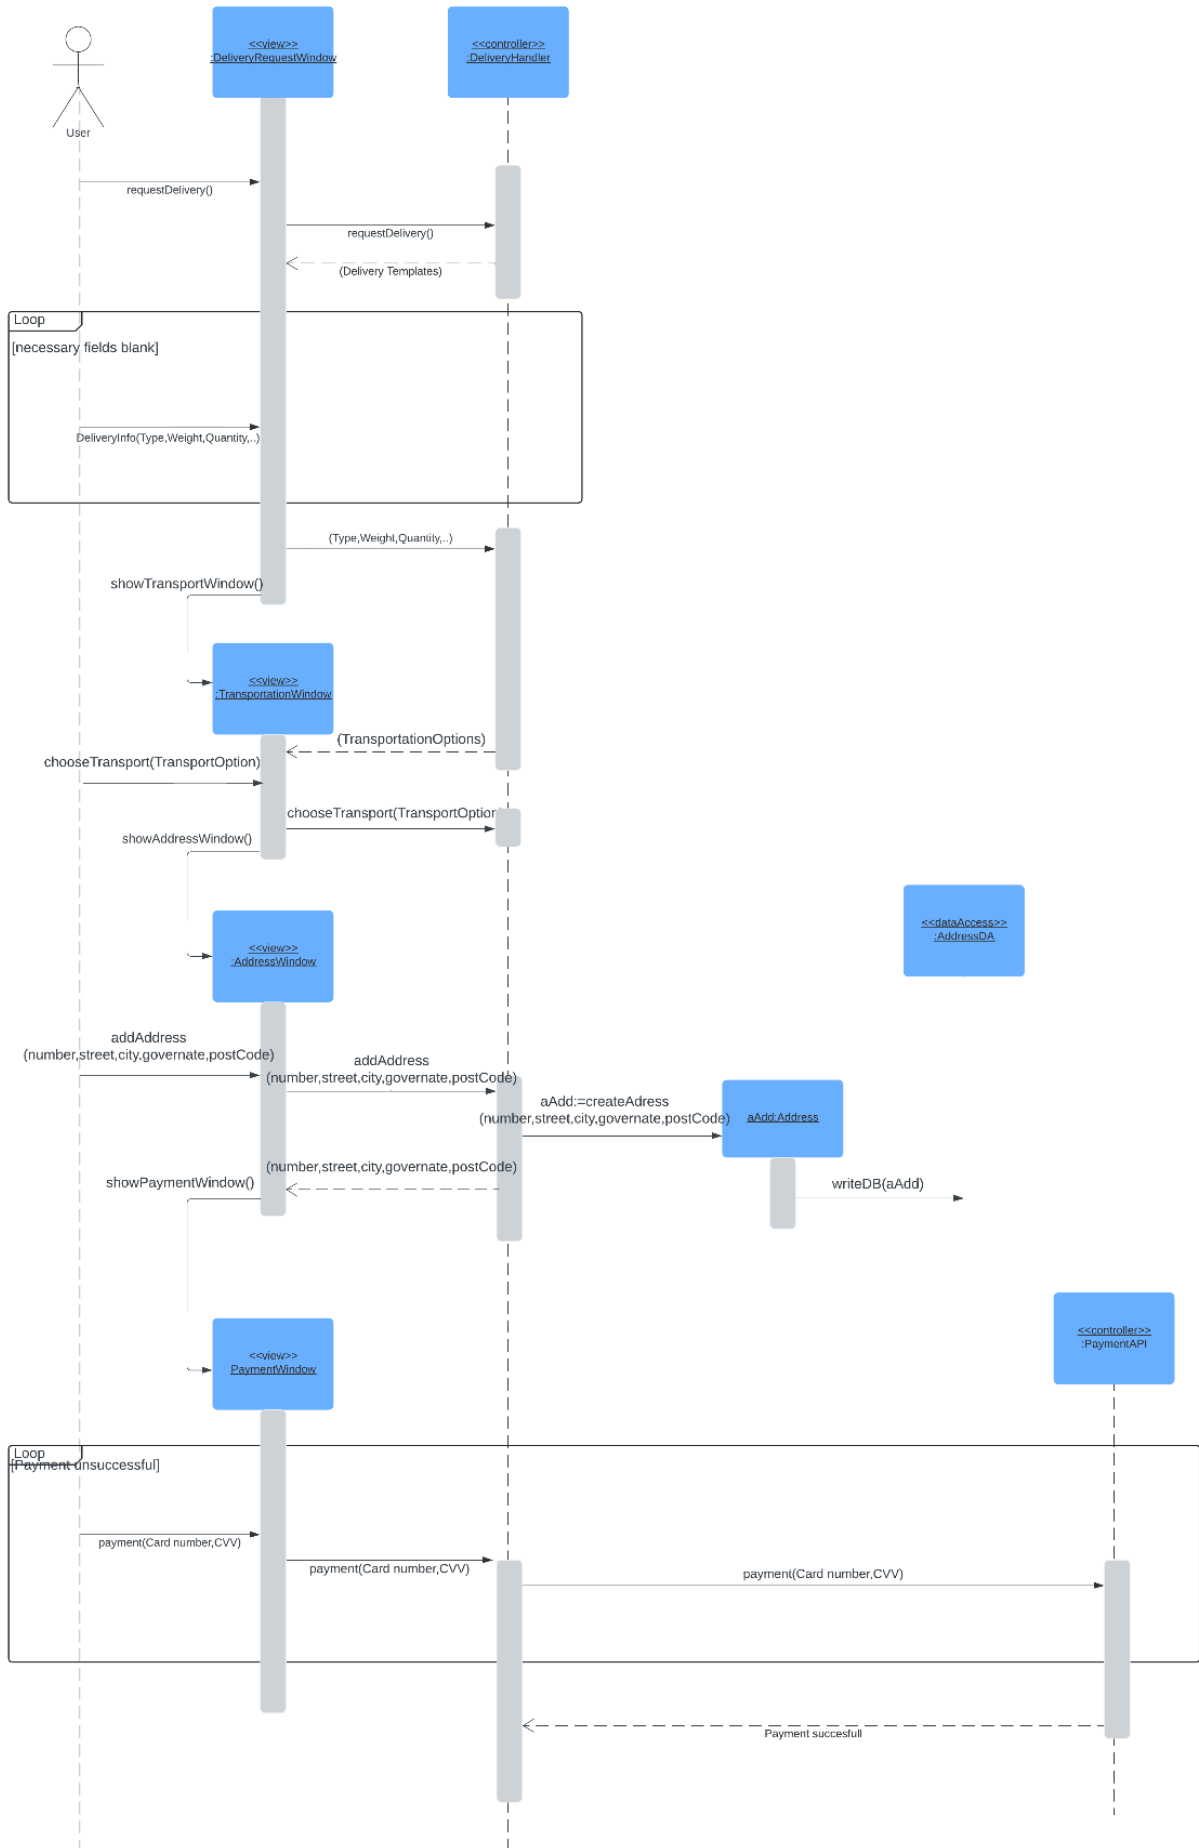 <<view>>
:DeliveryRequestWindow
<<controller>>
:DeliveryHandler
User
requestDelivery()
requestDelivery()
(Delivery Templates)
Loop
[necessary fields blank]
DeliveryInfo(Type,Weight,Quantity,..)
(Type,Weight,Quantity,..)
showTransportWindow()
<<view>>
:TransportationWindow
(TransportationOptions)
chooseTransport(TransportOption)
chooseTransport(TransportOption
showAddressWindow()
<<view>>
:AddressWindow
<<dataAccess>>
:AddressDA
addAddress
(number,street,city,governate,postCode)
addAddress
(number,street,city,governate,postCode)
aAdd:=createAdress
(number,street,city,governate,postCode)
aAdd:Address
(number,street,city,governate,postCode)
showPaymentWindow()
writeDB(aAdd)
<<view>>
PaymentWindow
<<controller>>
:PaymentAPI
Loop
[Payment unsuccessful]
payment(Card number,CVV)
payment(Card number,CVV)
payment(Card number,CVV)
Payment succesfull